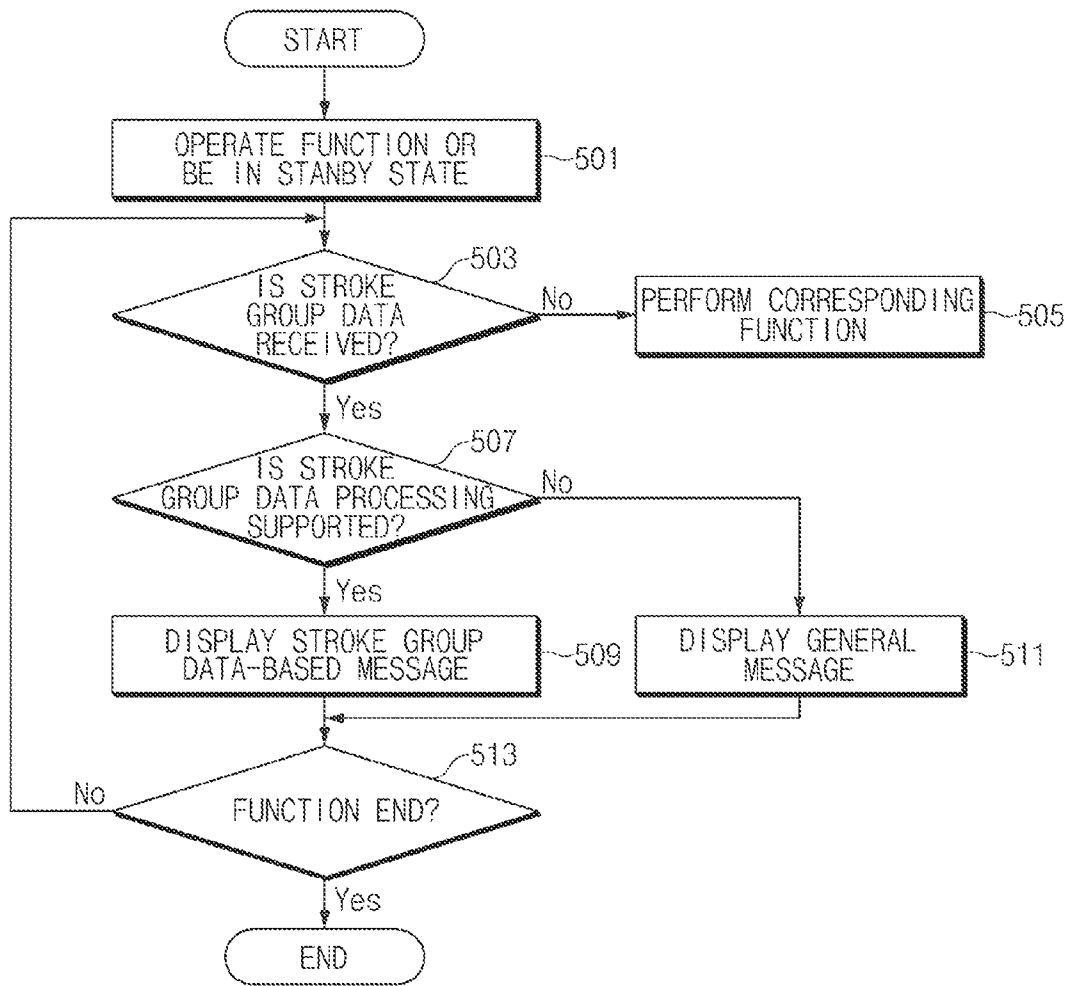 START
OPERATE FUNCTION OR
BE IN STANBY STATE
501
503
IS STROKE
GROUP DATA
RECEIVED?
No
PERFORM CORRESPONDING
FUNCTION
505
Yes
507
IS STROKE
GROUP DATA PROCESSING
SUPPORTED?
No
Yes
DISPLAY STROKE GROUP
DATA-BASED MESSAGE
509
DISPLAY GENERAL
MESSAGE
511
513
No
FUNCTION END?
Yes
END